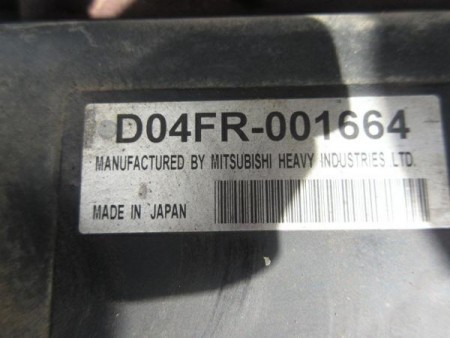 D04FR-001664
MANUFACTURED BY MITSUBISHI HEAVY INDUSTRIES LTD.
MADE IN JAPAN